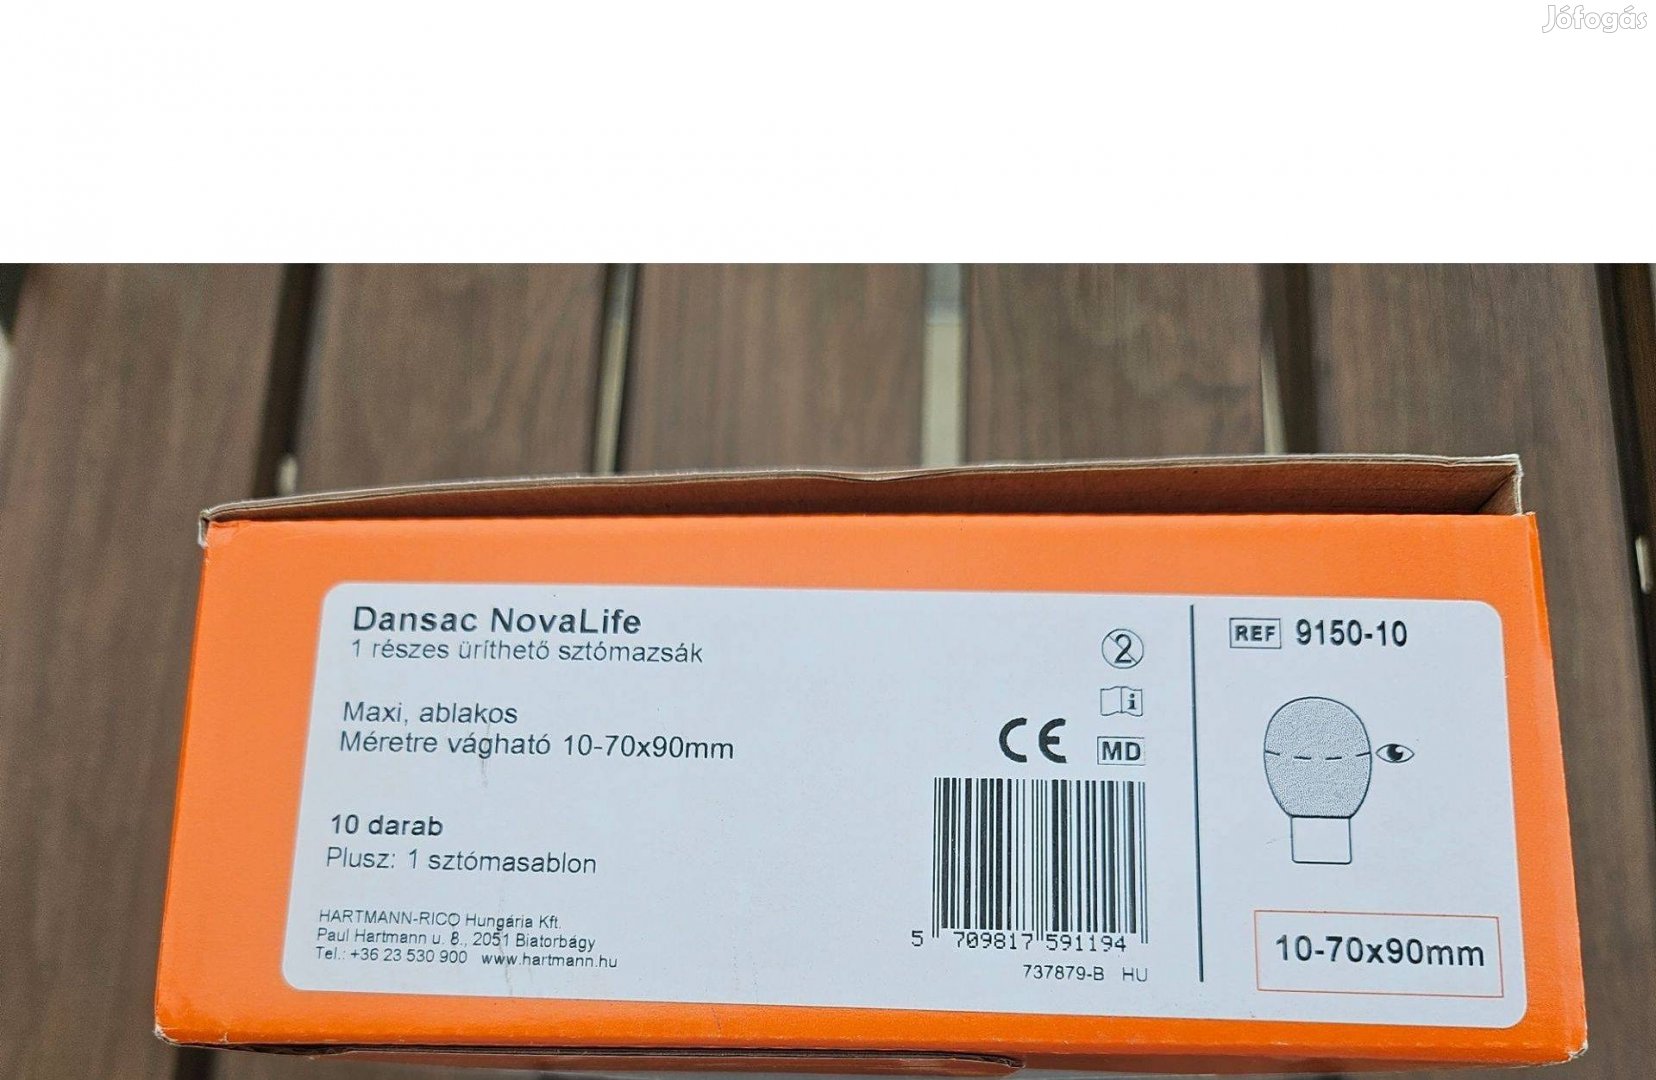 Jófogás
Dansac NovaLife
1 részes üríthető sztómazsák
Maxi, ablakos
Méretre vágható 10-70x90mm
10 darab
Plusz: 1 sztómasablon
HARTMANN-RICO Hungária Kft.
Paul Hartmann u. 8., 2051 Biatorbágy
Tel.: +36 23 530 900 www.hartmann.hu
2
i
CE
MD
5 709817 591194
737879-B HU
REF 9150-10
10-70x90mm